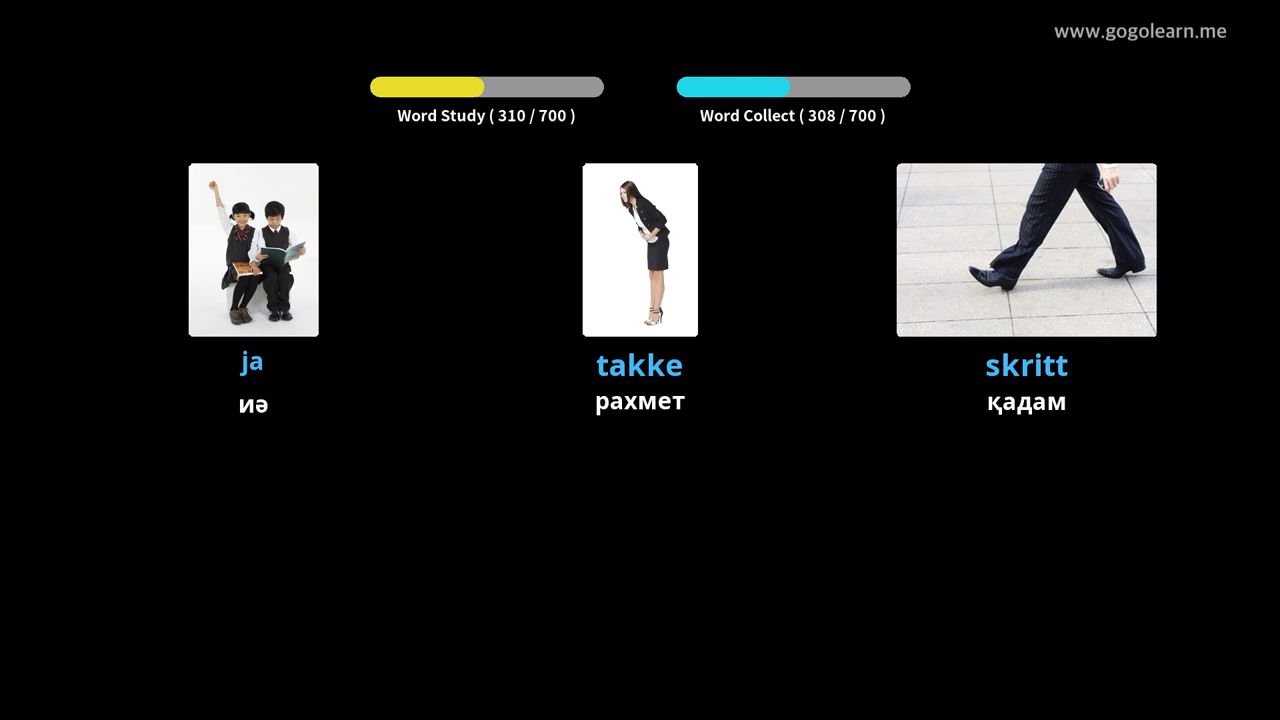 www.gogolearn.me
Word Study ( 310 / 700 )
Word Collect ( 308 / 700 )
ja
takke
skritt
иә
рахмет
қадам